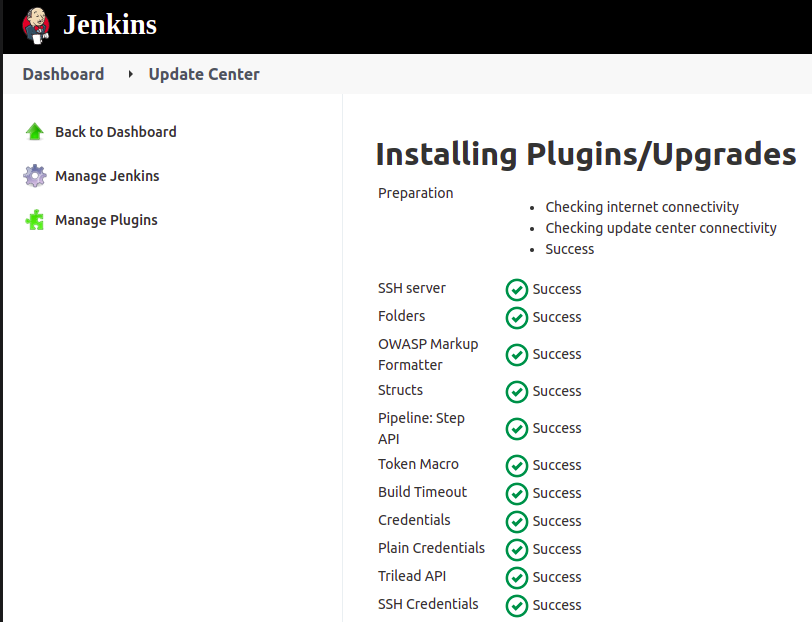 Jenkins
Dashboard
Update Center
Back to Dashboard
Manage Jenkins
Manage Plugins
Installing Plugins/Upgrades
Preparation
Checking internet connectivity
Checking update center connectivity
Success
SSH server Success
Folders Success
OWASP Markup
Formatter Success
Structs Success
Pipeline: Step
API Success
Token Macro Success
Build Timeout Success
Credentials Success
Plain Credentials Success
Trilead API Success
SSH Credentials Success